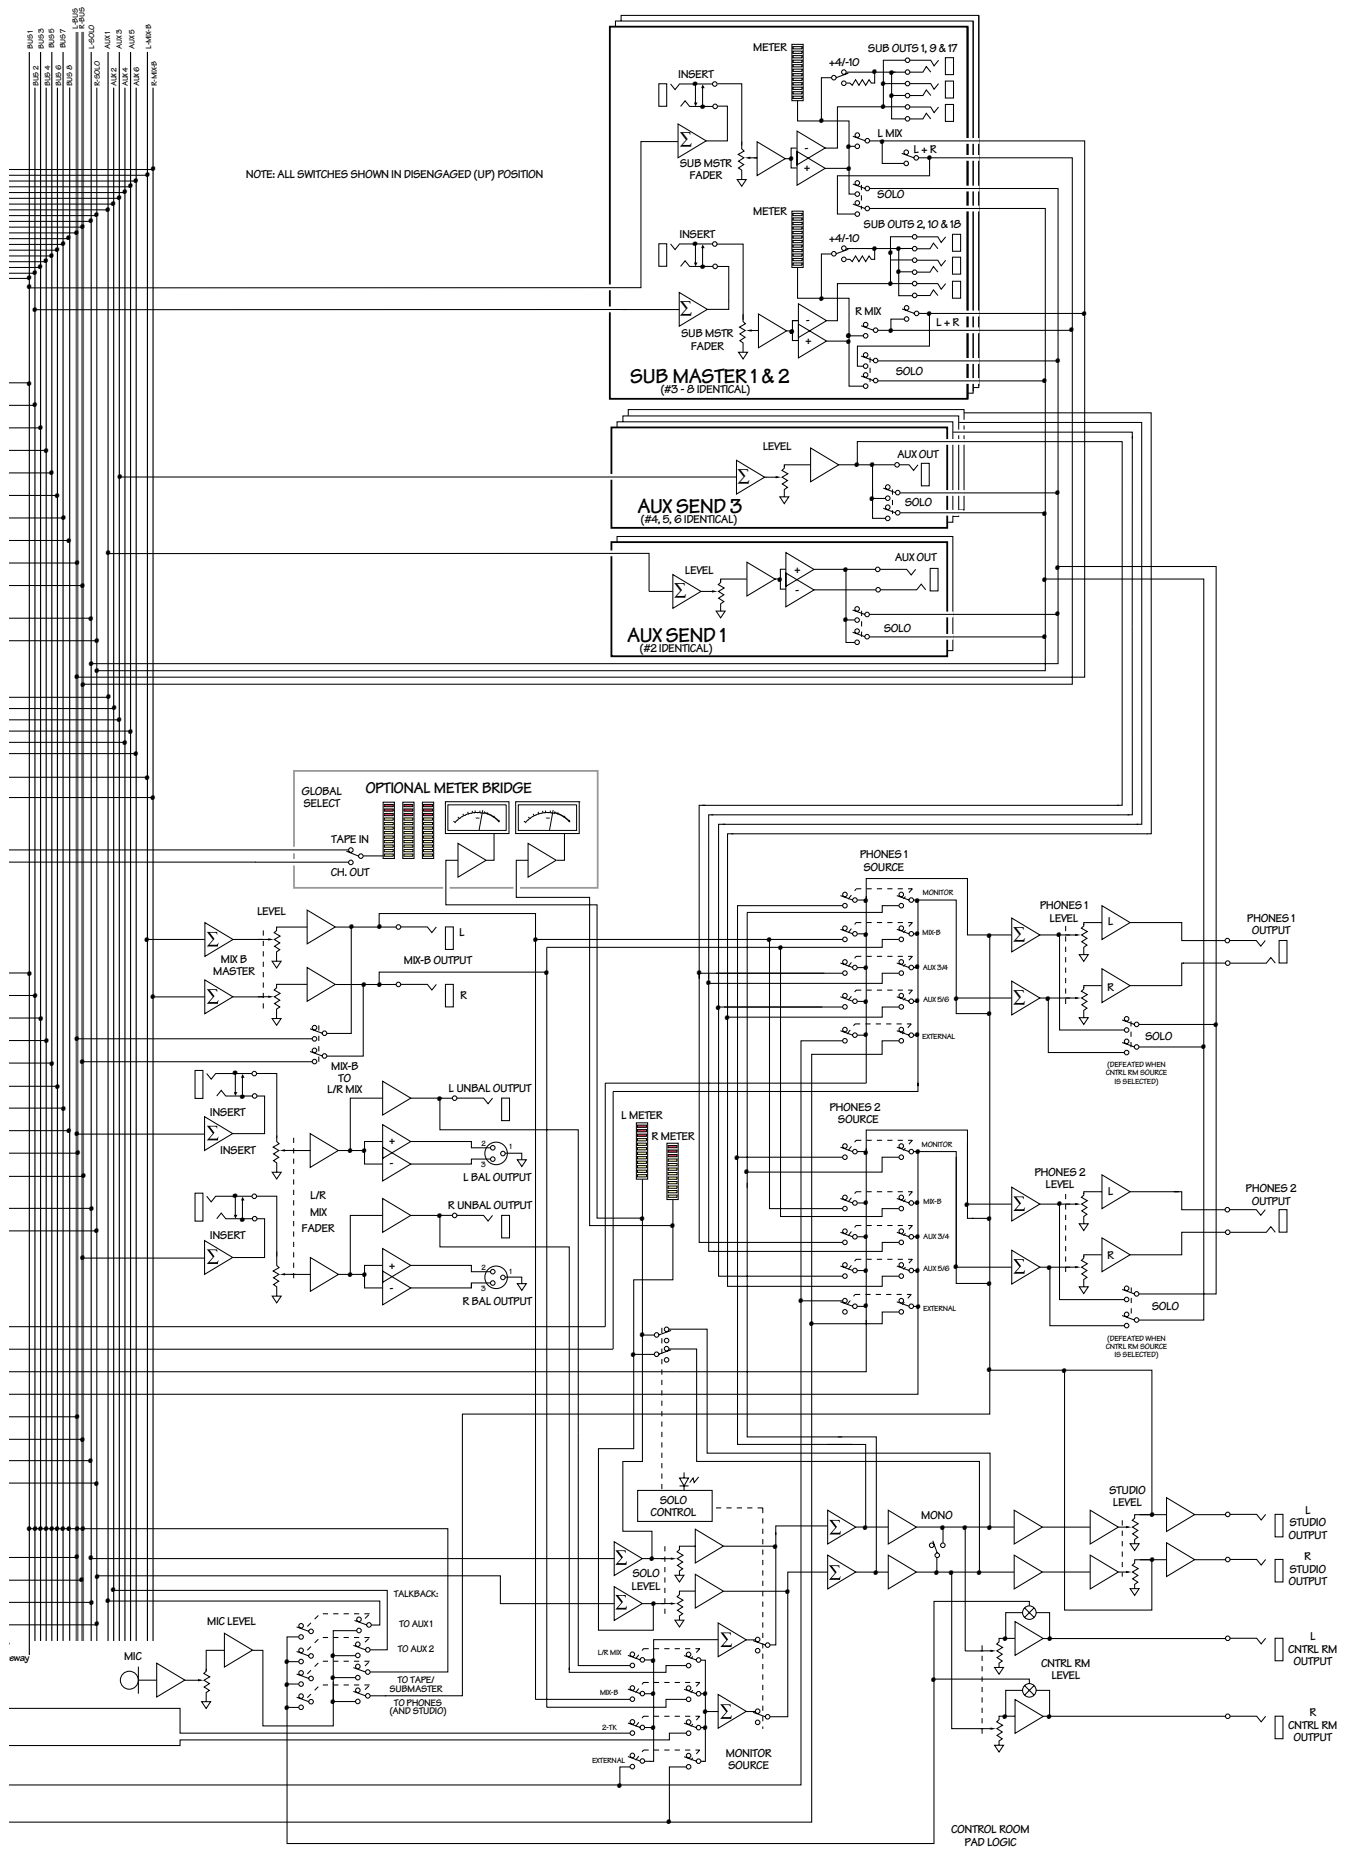 BUS 1
BUS 2
BUS 3
BUS 4
BUS 5
BUS 6
BUS 7
BUS 8
L-BUS
R-BUS
L-SOLO
R-SOLO
AUX 1
AUX 2
AUX 3
AUX 4
AUX 5
AUX 6
L-MIX-B
R-MIX-B
NOTE: ALL SWITCHES SHOWN IN DISENGAGED (UP) POSITION
METER
SUB OUTS 1, 9 & 17
+4/-10
INSERT
Σ
SUB MSTR
FADER
-
+
L MIX
L + R
SOLO
METER
SUB OUTS 2, 10 & 18
+4/-10
INSERT
Σ
SUB MSTR
FADER
-
+
R MIX
L + R
SOLO
SUB MASTER 1 & 2
(#3 - 8 IDENTICAL)
LEVEL
Σ
AUX OUT
SOLO
AUX SEND 3
(#4, 5, 6 IDENTICAL)
LEVEL
Σ
+
-
AUX OUT
SOLO
AUX SEND 1
(#2 IDENTICAL)
GLOBAL
SELECT
OPTIONAL METER BRIDGE
TAPE IN
CH. OUT
LEVEL
Σ
L
MIX B
MASTER
MIX-B OUTPUT
Σ
R
MIX-B
TO
L/R MIX
INSERT
Σ
INSERT
L UNBAL OUTPUT
+
-
2
1
3
L BAL OUTPUT
L/R
MIX
FADER
INSERT
Σ
R UNBAL OUTPUT
+
-
2
1
3
R BAL OUTPUT
L METER
R METER
PHONES 1
SOURCE
MONITOR
MIX-B
AUX 3/4
AUX 5/6
EXTERNAL
PHONES 1
LEVEL
Σ
L
Σ
R
PHONES 1
OUTPUT
SOLO
(DEFEATED WHEN
CNTRL RM SOURCE
IS SELECTED)
PHONES 2
SOURCE
MONITOR
MIX-B
AUX 3/4
AUX 5/6
EXTERNAL
PHONES 2
LEVEL
Σ
L
Σ
R
PHONES 2
OUTPUT
SOLO
(DEFEATED WHEN
CNTRL RM SOURCE
IS SELECTED)
SOLO
CONTROL
Σ
SOLO
LEVEL
Σ
Σ
Σ
MONO
STUDIO
LEVEL
L
STUDIO
OUTPUT
R
STUDIO
OUTPUT
eway
MIC
MIC LEVEL
TALKBACK:
TO AUX 1
TO AUX 2
TO TAPE/
SUBMASTER
TO PHONES
(AND STUDIO)
L/R MIX
MIX-B
2-TK
EXTERNAL
Σ
Σ
MONITOR
SOURCE
CNTRL RM
LEVEL
L
CNTRL RM
OUTPUT
R
CNTRL RM
OUTPUT
CONTROL ROOM
PAD LOGIC